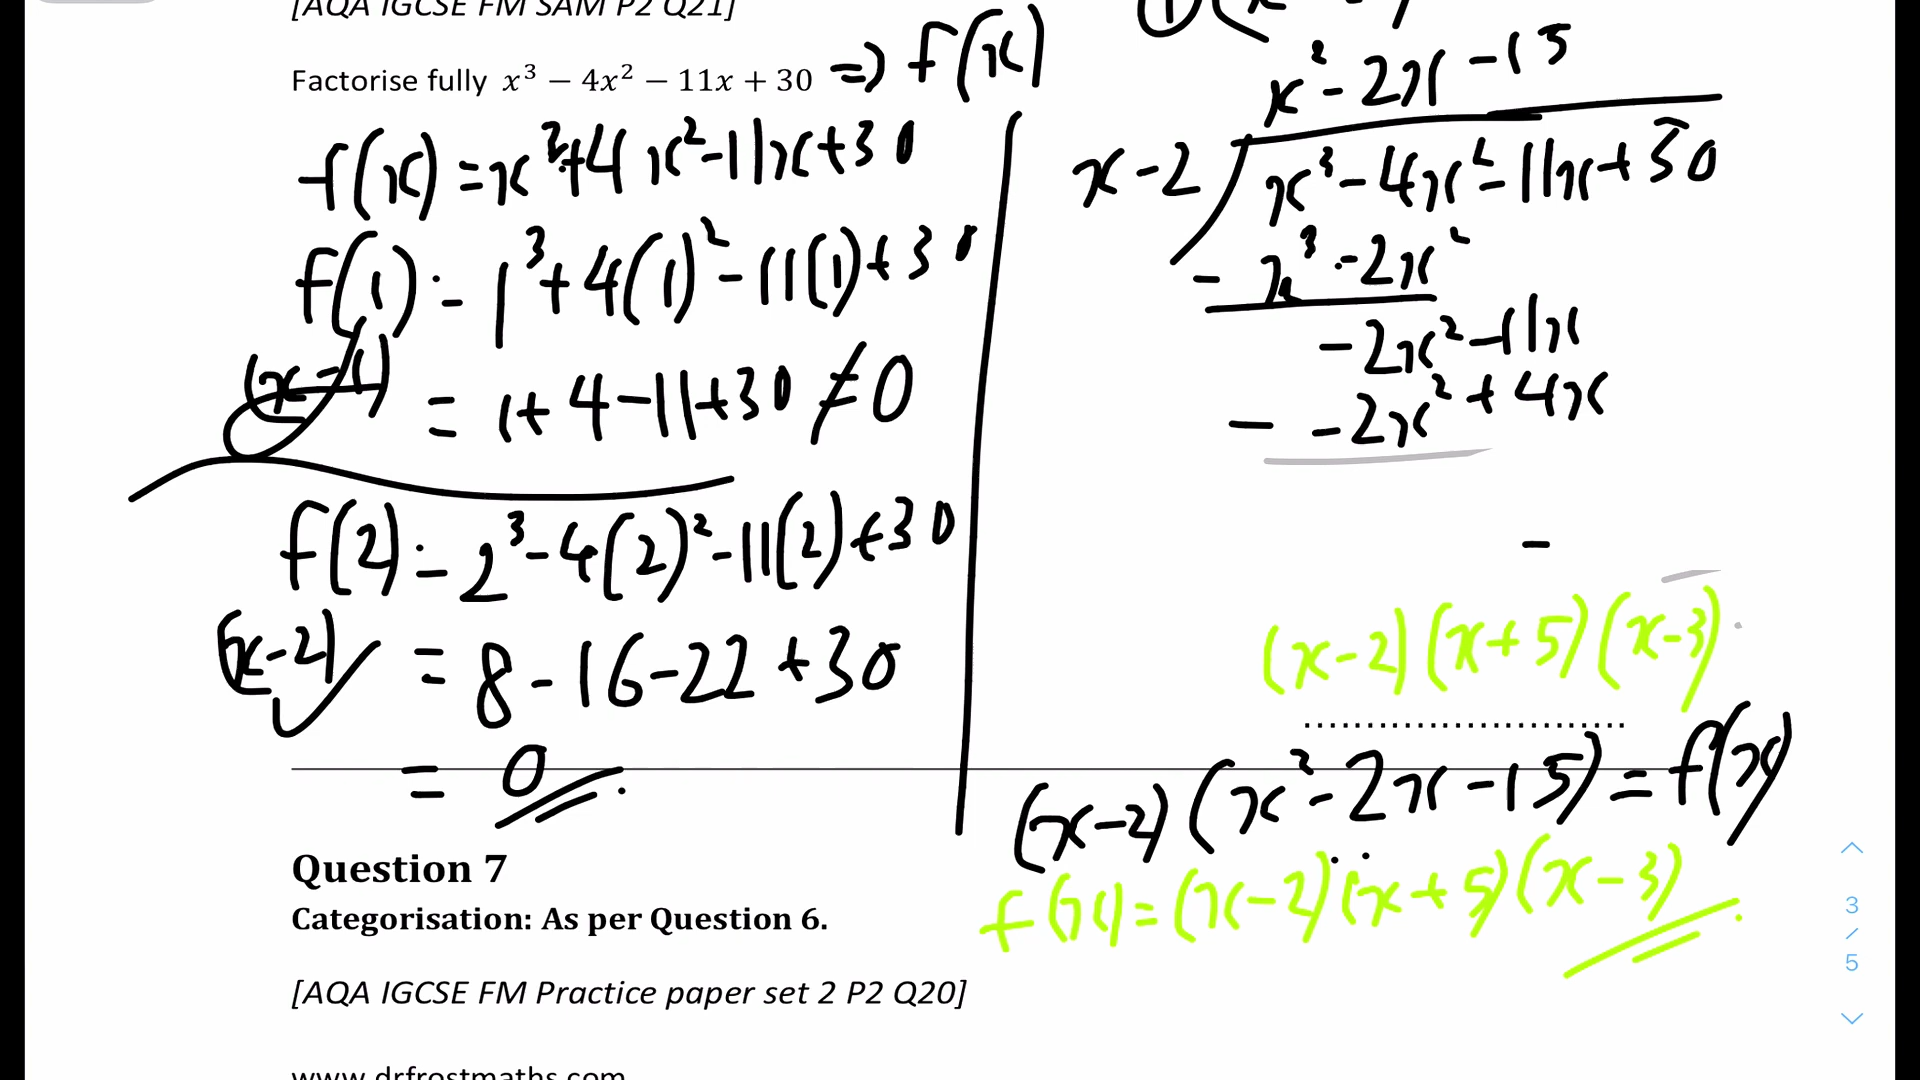 [AQA IGCSE FM SAM P2 Q21]
Factorise fully x³ − 4x² − 11x + 30 => f(x)
f(x) = x³+4x²-11x+30
f(1) = 1³+4(1)²-11(1)+30
(x-1)
= 1+4-11+30 ≠0
f(2) = 2³-4(2)²-11(2)+30
(x-2) ✓
= 8-16-22+30
= 0
x²-2x-15
x-2 x³-4x²-11x+30
- x³-2x²
-2x²-11x
- -2x²+4x
-
(x-2)(x+5)(x-3)
(x-2)(x²-2x-15) = f(x)
f(x) = (x-2)(x+5)(x-3)
Question 7
Categorisation: As per Question 6.
[AQA IGCSE FM Practice paper set 2 P2 Q20]
www.drfrostmaths.com
3
/
5